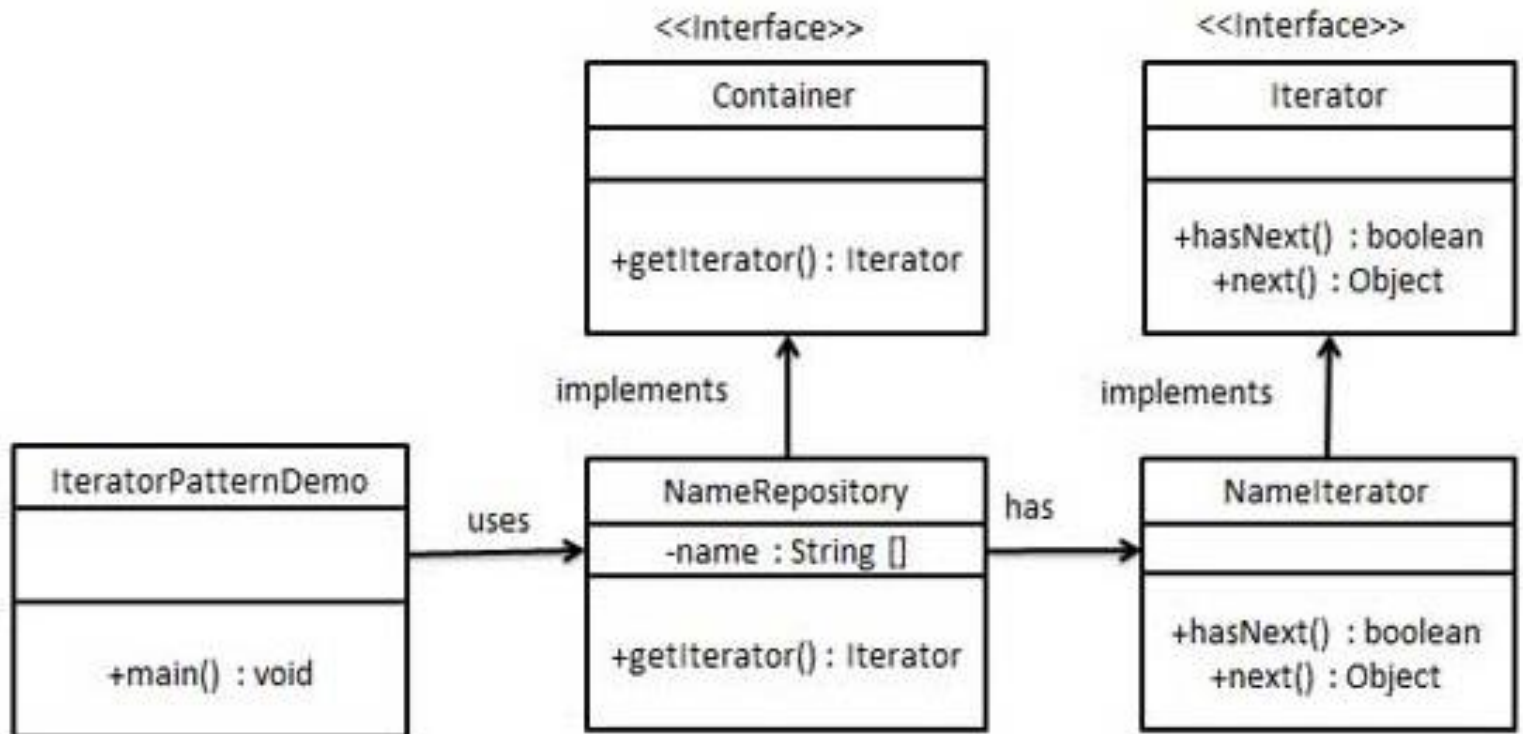 <<Interface>>
Container
+getIterator() : Iterator
<<Interface>>
Iterator
+hasNext() : boolean
+next() : Object
implements
implements
IteratorPatternDemo
+main() : void
uses
NameRepository
-name : String []
+getIterator() : Iterator
has
NameIterator
+hasNext() : boolean
+next() : Object